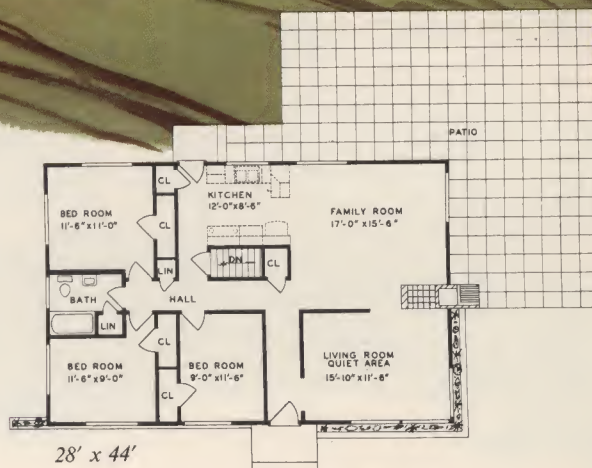 PATIO
CL
KITCHEN
12'-0"x8'-6"
BED ROOM
11'-6"x11'-0"
FAMILY ROOM
17'-0"x15'-6"
CL
DN
CL
LIN
BATH
HALL
LIN
CL
BED ROOM
11'-6"x9'-0"
BED ROOM
9'-0"x11'-6"
LIVING ROOM
QUIET AREA
15'-10"x11'-6"
CL
28' x 44'